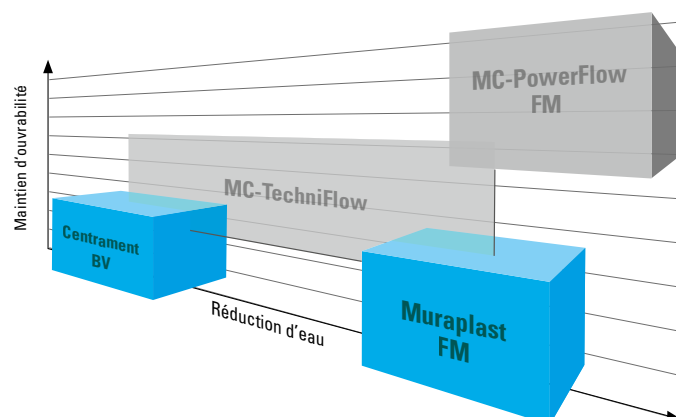 MC-PowerFlow
FM
Maintien d'ouvrabilité
MC-TechniFlow
Centrament
BV
Réduction d'eau
Muraplast
FM